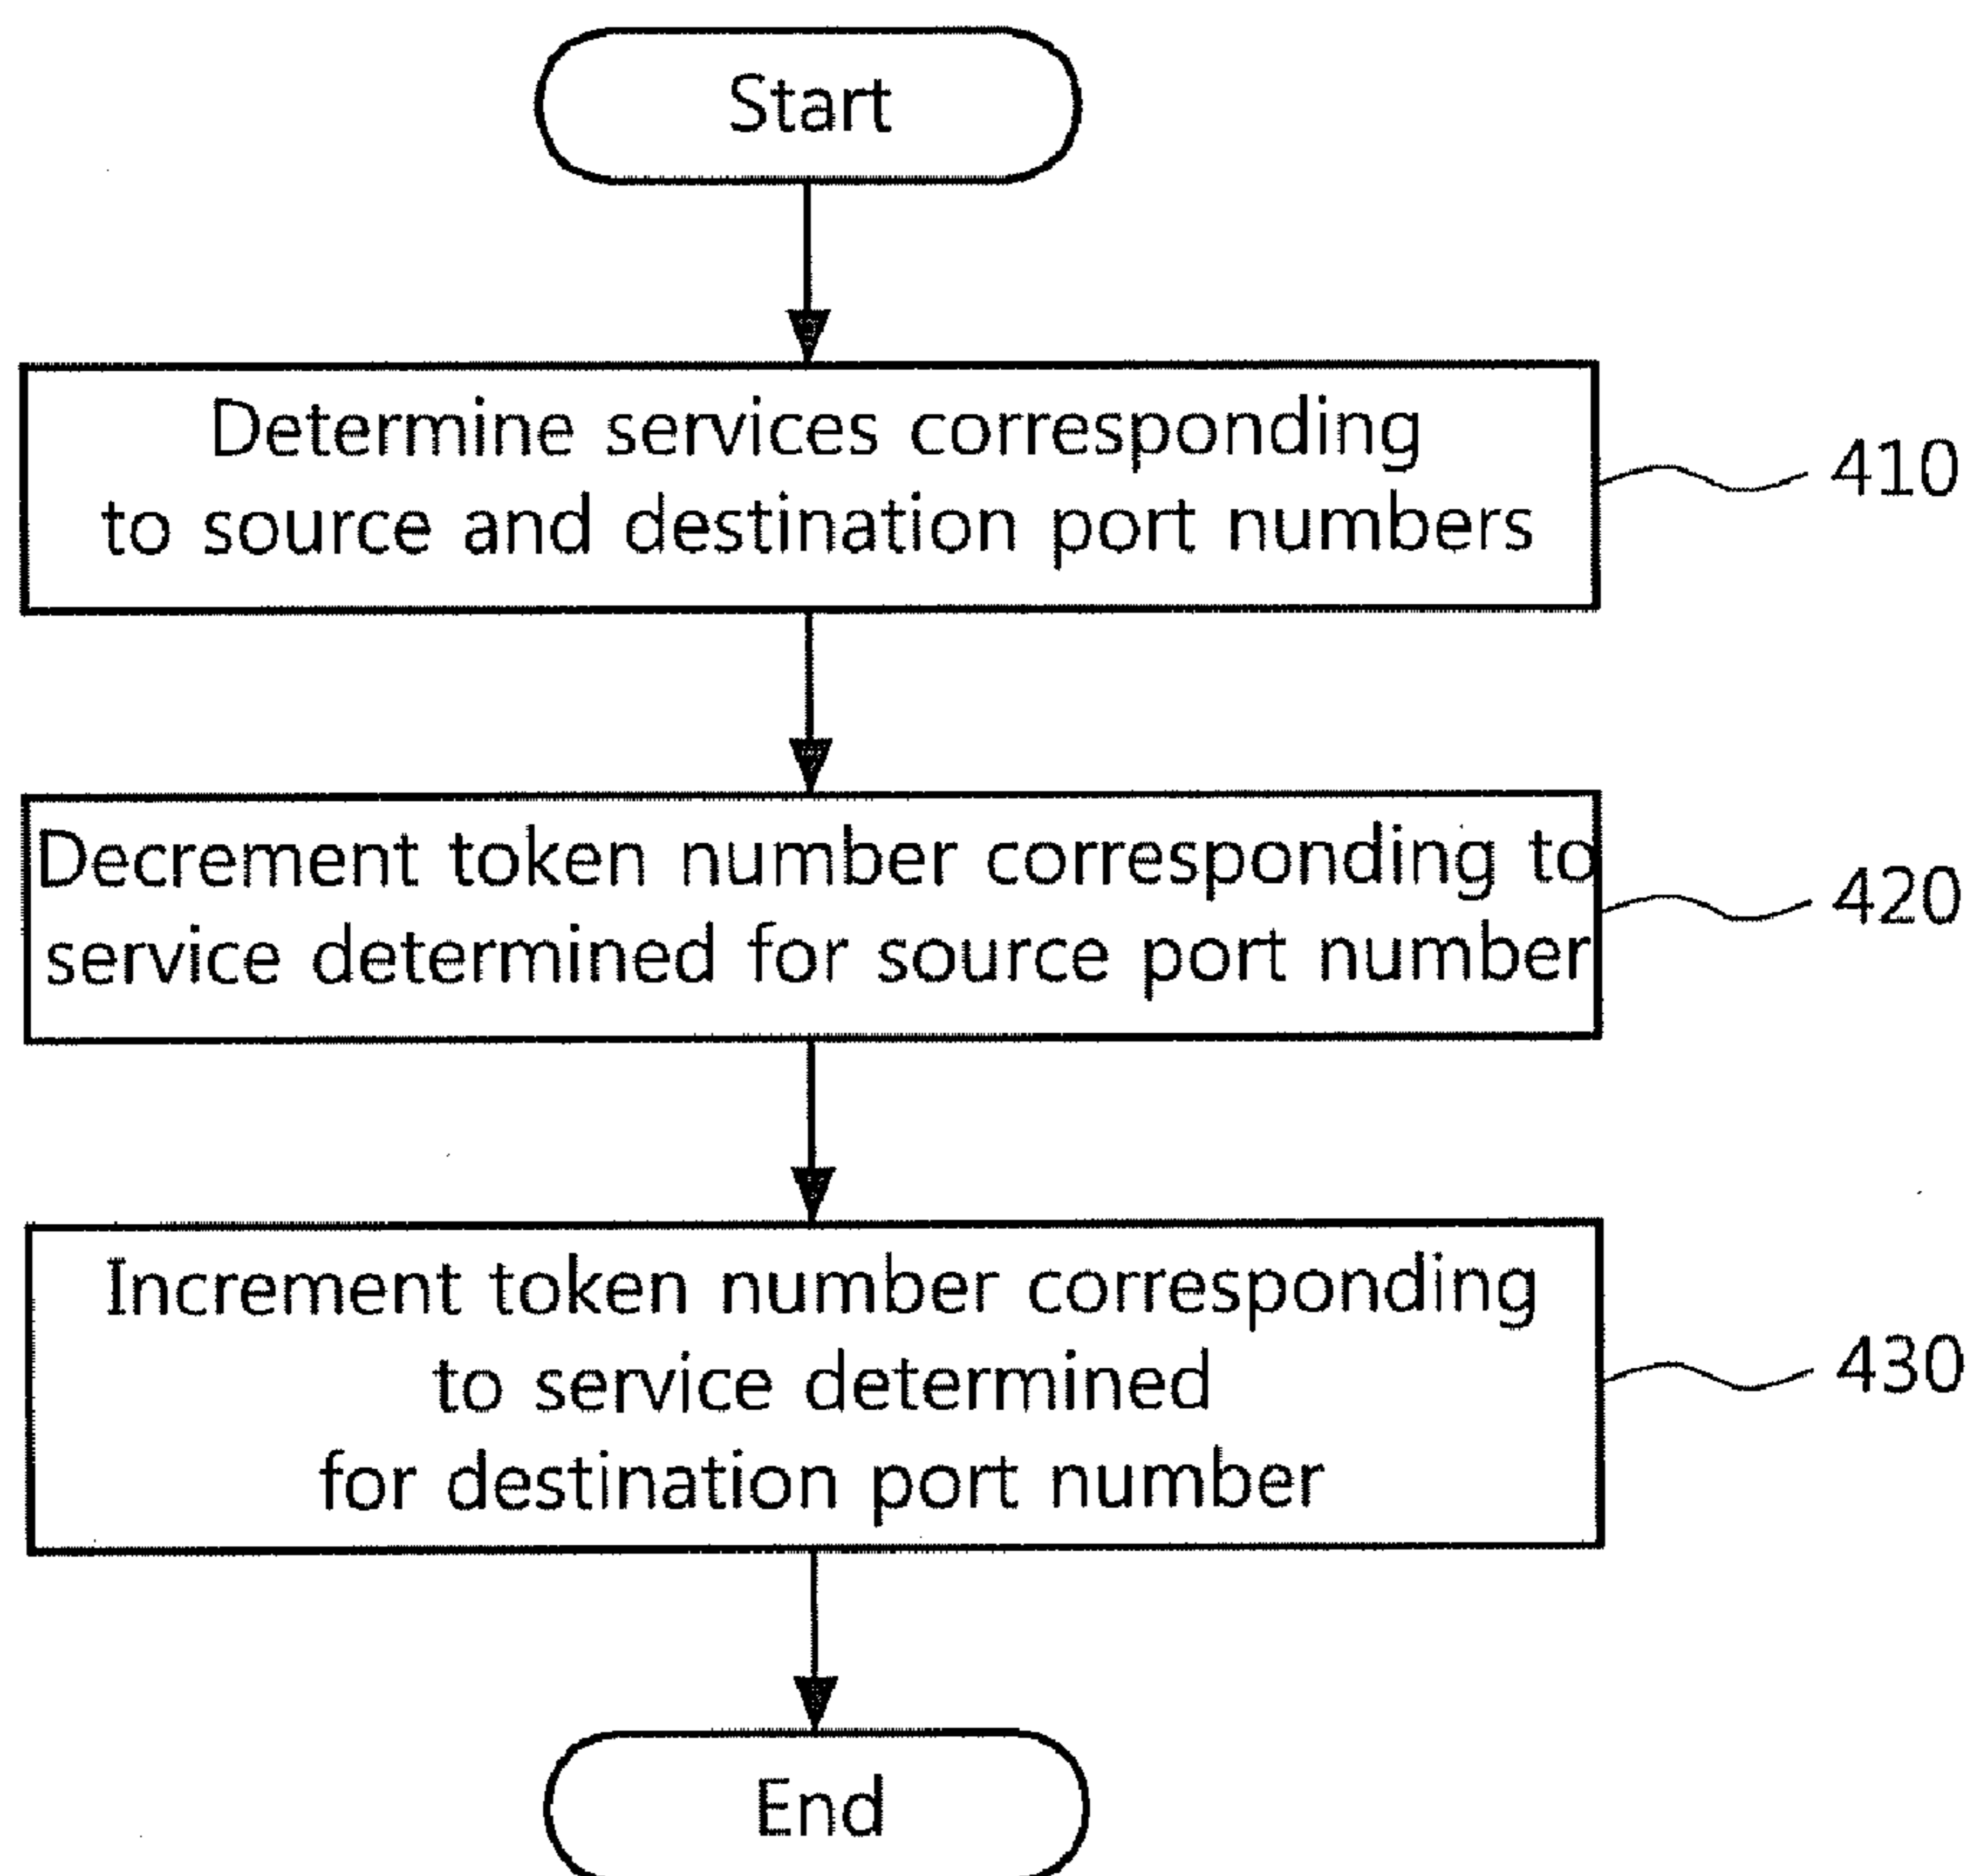 Start
Determine services corresponding
to source and destination port numbers
410
Decrement token number corresponding to
service determined for source port number
420
Increment token number corresponding
to service determined
for destination port number
430
End